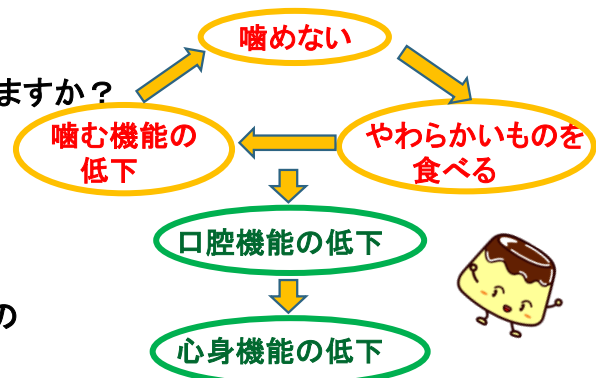 噛めない
ますか？
噛む機能の
低下
やわらかいものを
食べる
口腔機能の低下
の
心身機能の低下